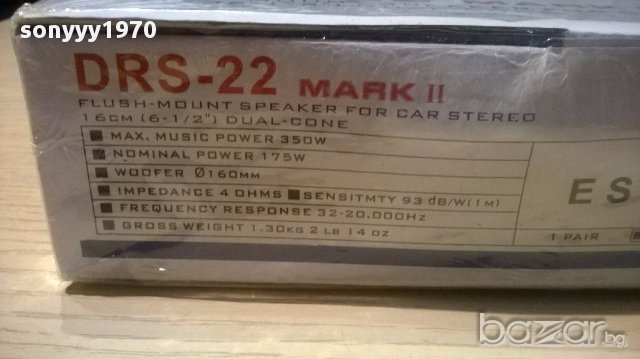 sonyyy1970
DRS-22 MARK II
FLUSH-MOUNT SPEAKER FOR CAR STEREO
16CM (6-1/2") DUAL-CONE
MAX. MUSIC POWER 350W
NOMINAL POWER 175W
WOOFER Ø160MM
IMPEDANCE 4 OHMS SENSITMTY 93 dB/W(1M)
FREQUENCY RESPONSE 32-20.000HZ
GROSS WEIGHT 1.30KG 2 LB 14 OZ
ES
1 PAIR
bazar.bg